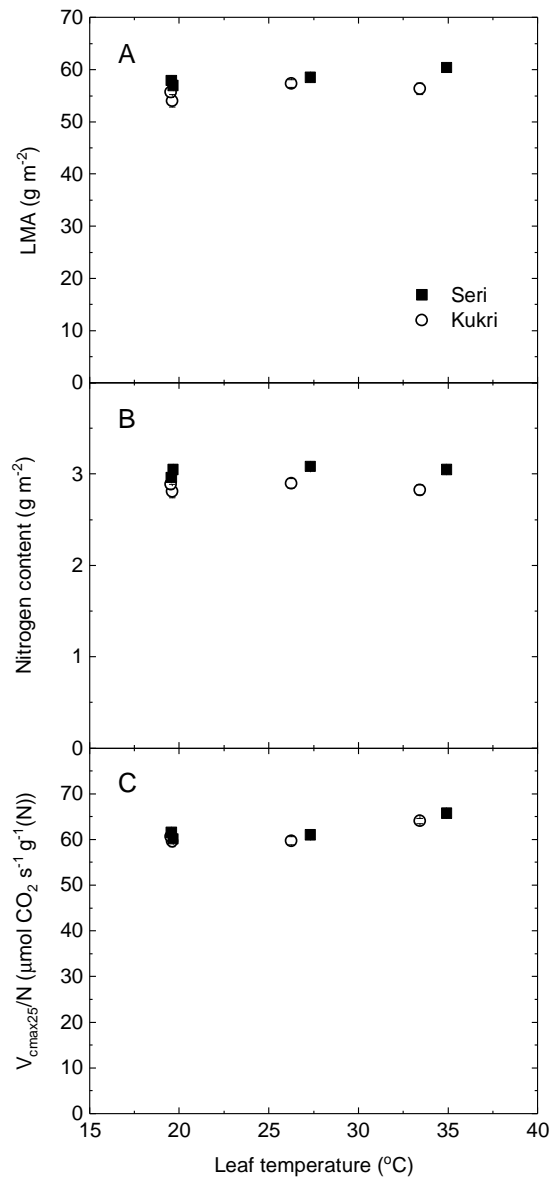 70
A
60
50
40
30
20
10
0
LMA (g m⁻²)
Seri
Kukri
B
3
2
1
0
Nitrogen content (g m⁻²)
C
70
60
50
40
30
20
10
0
V_cmax25/N (μmol CO₂ s⁻¹ g⁻¹(N))
15 20 25 30 35 40
Leaf temperature (°C)